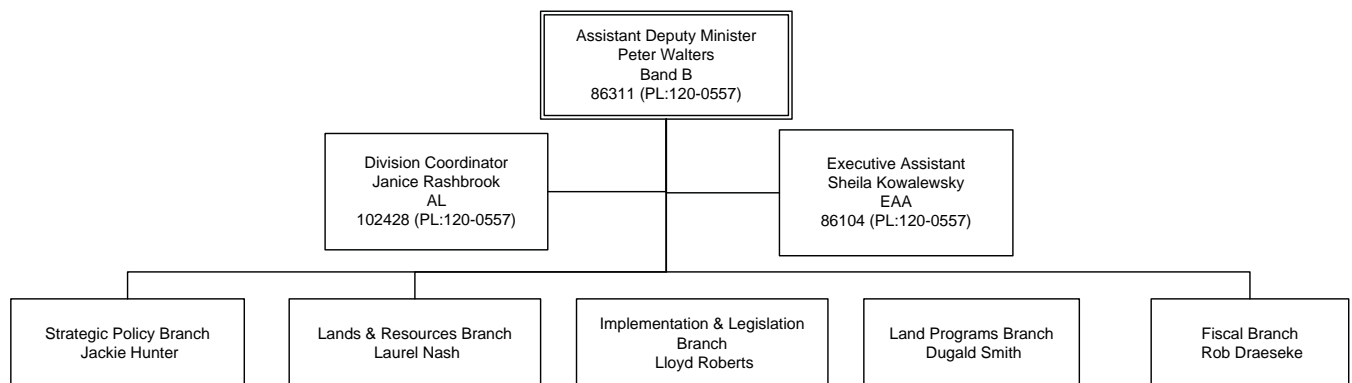 Assistant Deputy Minister
Peter Walters
Band B
86311 (PL:120-0557)
Division Coordinator
Janice Rashbrook
AL
102428 (PL:120-0557)
Executive Assistant
Sheila Kowalewsky
EAA
86104 (PL:120-0557)
Strategic Policy Branch
Jackie Hunter
Lands & Resources Branch
Laurel Nash
Implementation & Legislation
Branch
Lloyd Roberts
Land Programs Branch
Dugald Smith
Fiscal Branch
Rob Draeseke